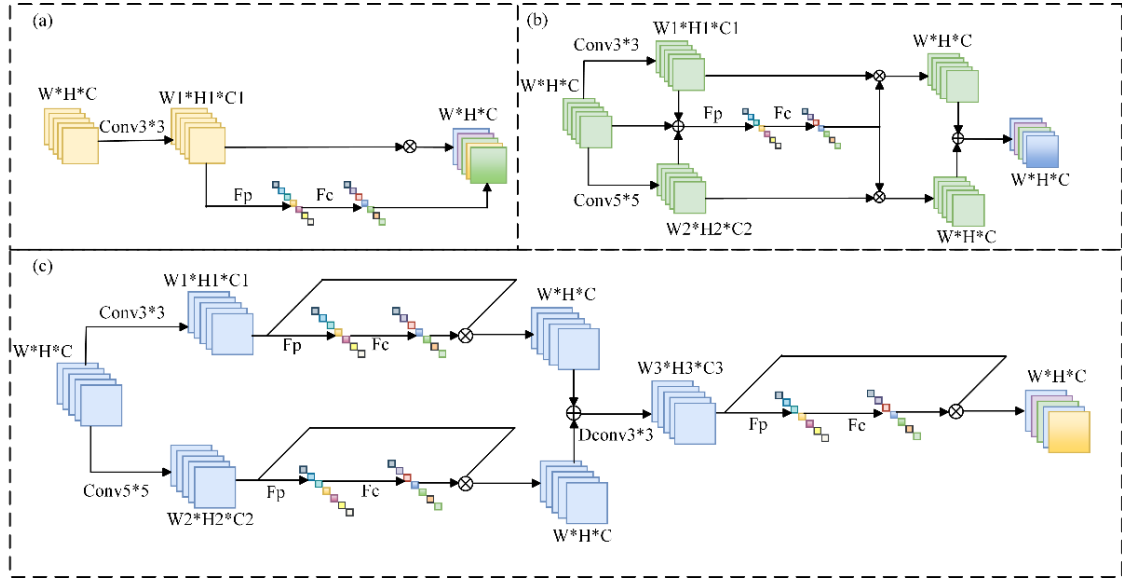 (a)
W*H*C
Conv3*3
W1*H1*C1
W*H*C
Fp
Fc
(b)
W*H*C
Conv3*3
W1*H1*C1
Fp
Fc
Conv5*5
W2*H2*C2
W*H*C
W*H*C
W*H*C
(c)
W*H*C
Conv3*3
W1*H1*C1
Fp
Fc
W*H*C
Conv5*5
W2*H2*C2
Fp
Fc
W*H*C
Dconv3*3
W3*H3*C3
Fp
Fc
W*H*C